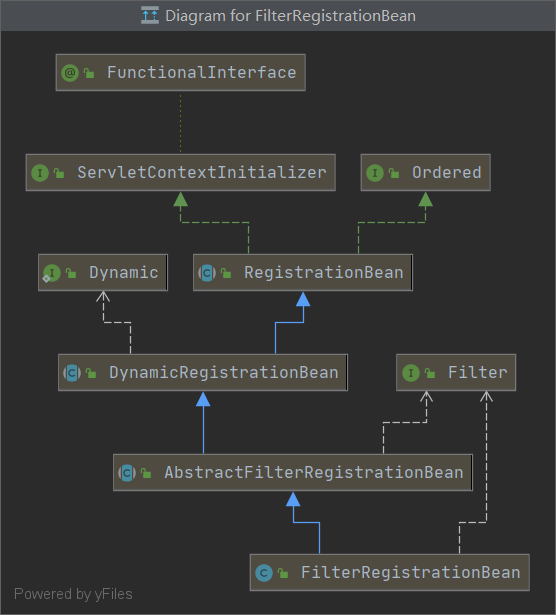 Diagram for FilterRegistrationBean
FunctionalInterface
ServletContextInitializer
Ordered
Dynamic
RegistrationBean
DynamicRegistrationBean
Filter
AbstractFilterRegistrationBean
FilterRegistrationBean
Powered by yFiles